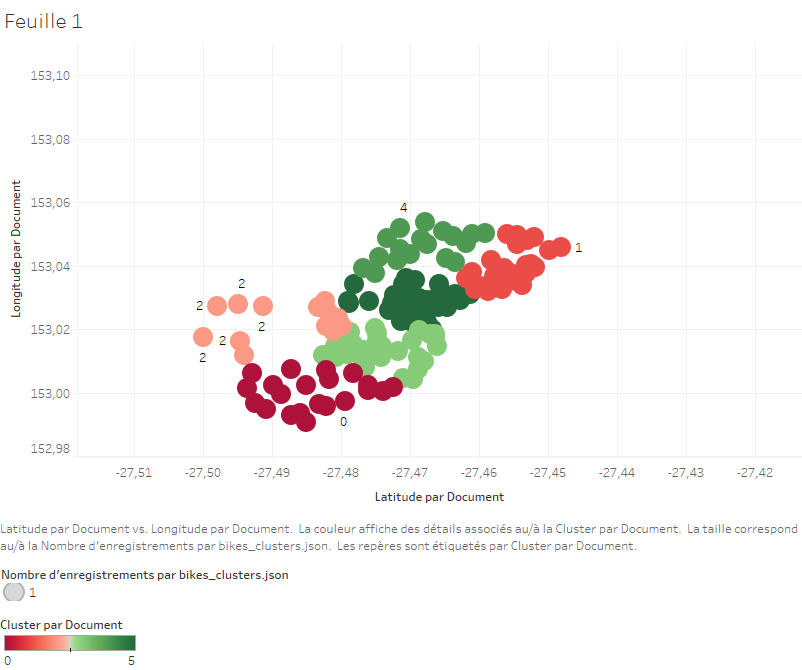 Feuille 1
153,10
153,08
153,06
153,04
153,02
153,00
152,98
Longitude par Document
4
1
2
2
2
2
2
0
-27,51 -27,50 -27,49 -27,48 -27,47 -27,46 -27,45 -27,44 -27,43 -27,42
Latitude par Document
Latitude par Document vs. Longitude par Document. La couleur affiche des détails associés au/à la Cluster par Document. La taille correspond
au/à la Nombre d'enregistrements par bikes_clusters.json. Les repères sont étiquetés par Cluster par Document.
Nombre d'enregistrements par bikes_clusters.json
1
Cluster par Document
0 5